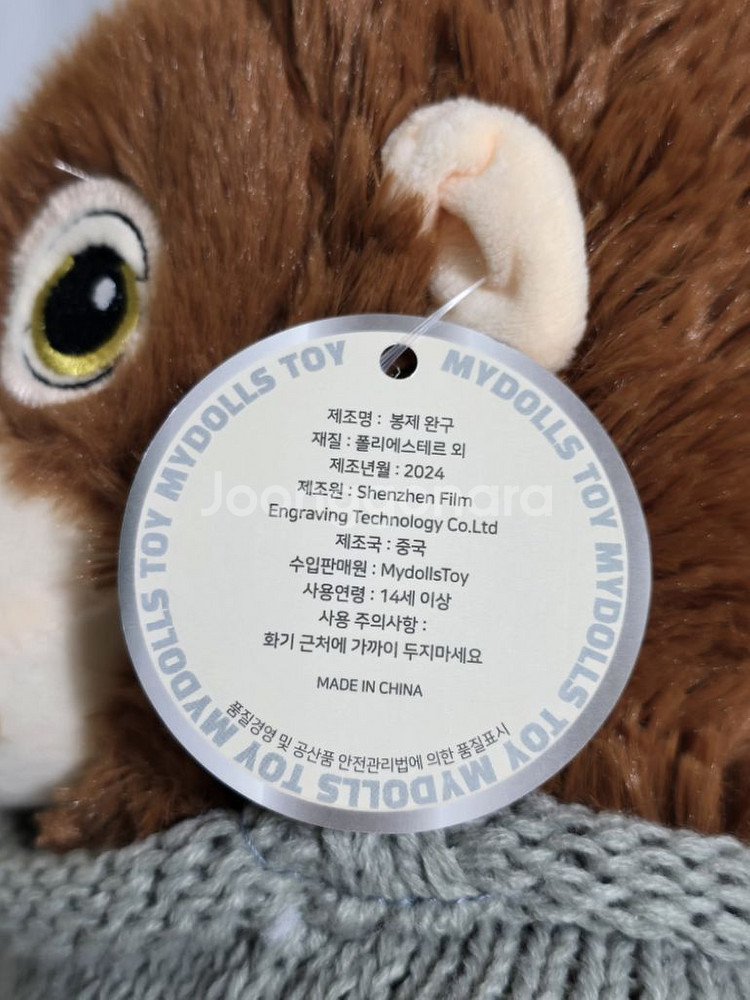 MYDOLLS TOY MYDOLLS TOY MYDOLLS TOY MYDOLLS TOY MYDOLLS TOY MYDOLLS TOY
제조명 : 봉제 완구
재질 : 폴리에스테르 외
제조년월 : 2024
제조원 : Shenzhen Film
Engraving Technology Co.Ltd
제조국 : 중국
수입판매원 : MydollsToy
사용연령 : 14세 이상
사용 주의사항 :
화기 근처에 가까이 두지마세요
MADE IN CHINA
품질경영 및 공산품 안전관리법에 의한 품질표시
Joongonara